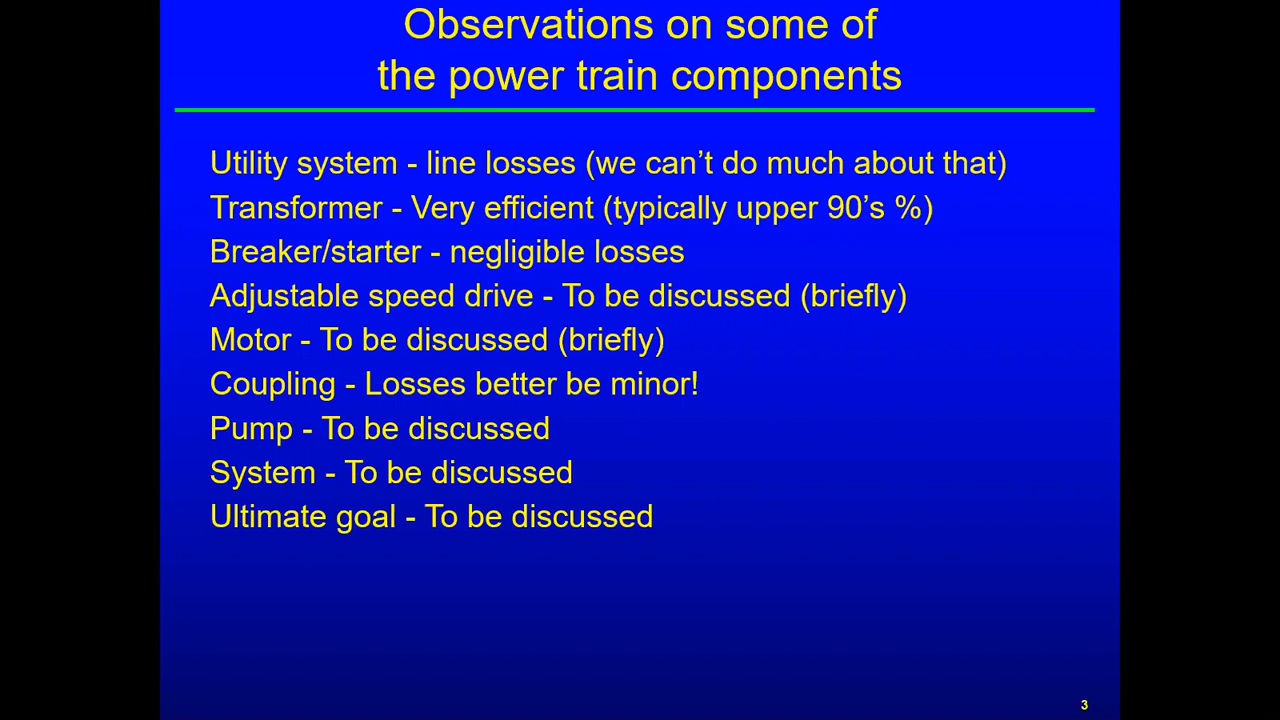 Observations on some of
the power train components
Utility system - line losses (we can’t do much about that)
Transformer - Very efficient (typically upper 90’s %)
Breaker/starter - negligible losses
Adjustable speed drive - To be discussed (briefly)
Motor - To be discussed (briefly)
Coupling - Losses better be minor!
Pump - To be discussed
System - To be discussed
Ultimate goal - To be discussed
3